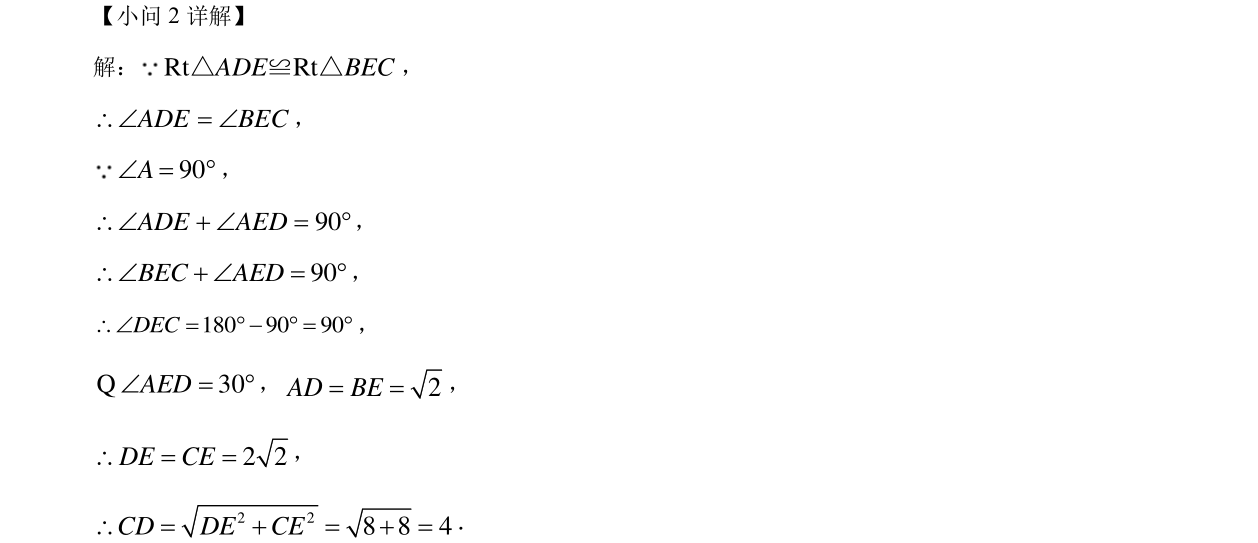 【小问 2 详解】
解：∵Rt△ADE≌Rt△BEC，
∴∠ADE = ∠BEC，
∵∠A = 90°，
∴∠ADE + ∠AED = 90°，
∴∠BEC + ∠AED = 90°，
∴∠DEC = 180° − 90° = 90°，
Q∠AED = 30°， AD = BE = √2，
∴DE = CE = 2√2，
∴CD = √(DE² + CE²) = √(8+8) = 4．